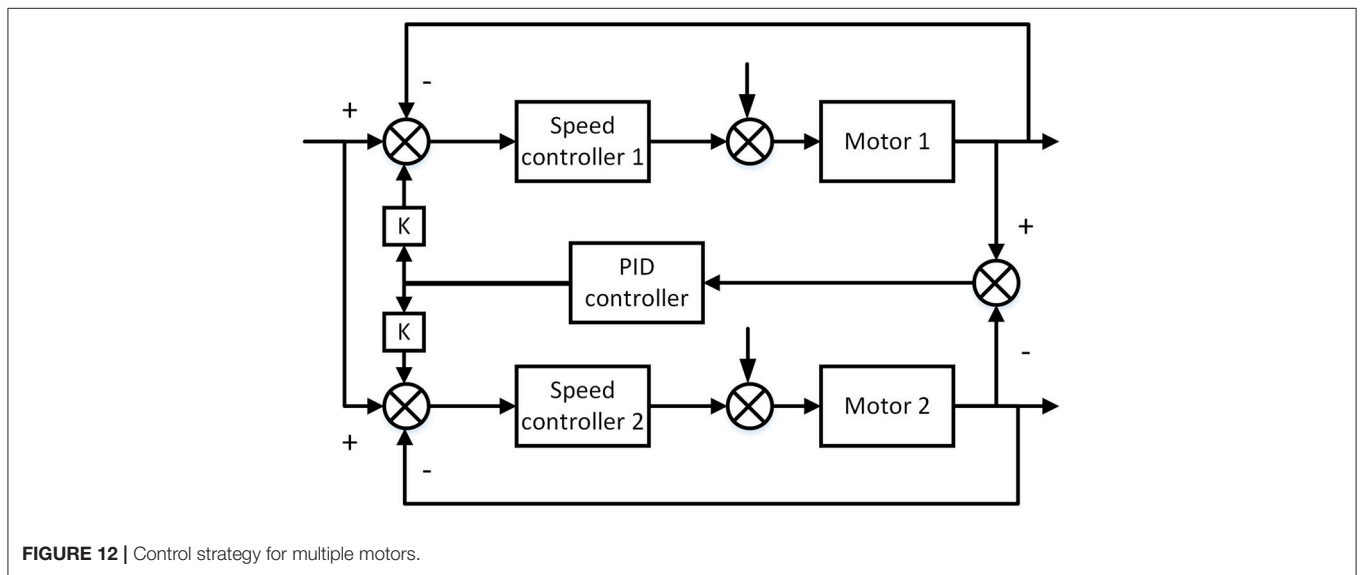 -
+
Speed
controller 1
Motor 1
K
+
PID
controller
K
-
Speed
controller 2
Motor 2
+
-
FIGURE 12 | Control strategy for multiple motors.